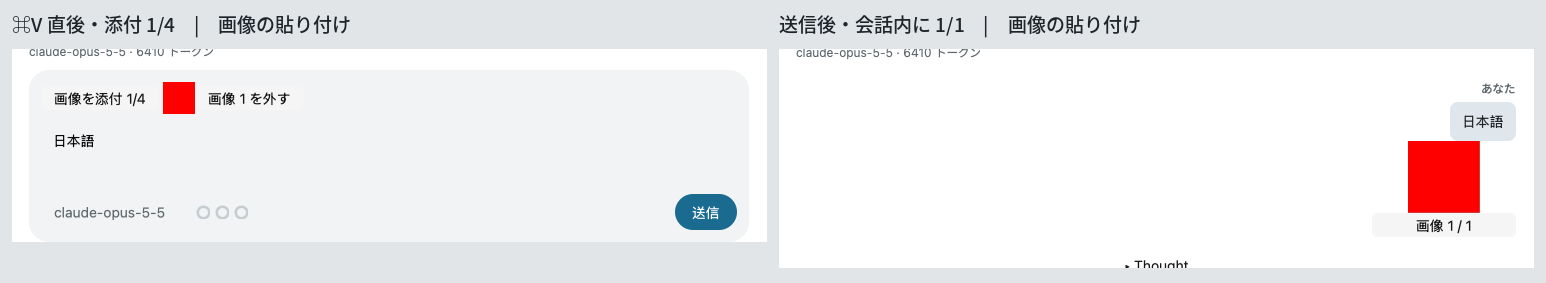 ⌘V 直後・添付 1/4 | 画像の貼り付け
claude-opus-5-5 · 6410 トークン
画像を添付 1/4 画像 1 を外す
日本語
claude-opus-5-5 送信
送信後・会話内に 1/1 | 画像の貼り付け
claude-opus-5-5 · 6410 トークン
あなた
日本語
画像 1 / 1
▸ Thought